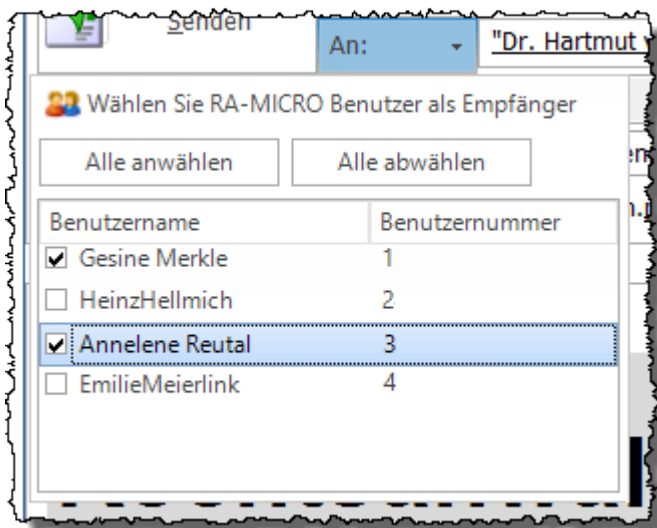 Senden
An: "Dr. Hartmut
Wählen Sie RA-MICRO Benutzer als Empfänger
Alle anwählen Alle abwählen
Benutzername Benutzernummer
Gesine Merkle 1
HeinzHellmich 2
Annelene Reutal 3
EmilieMeierlink 4